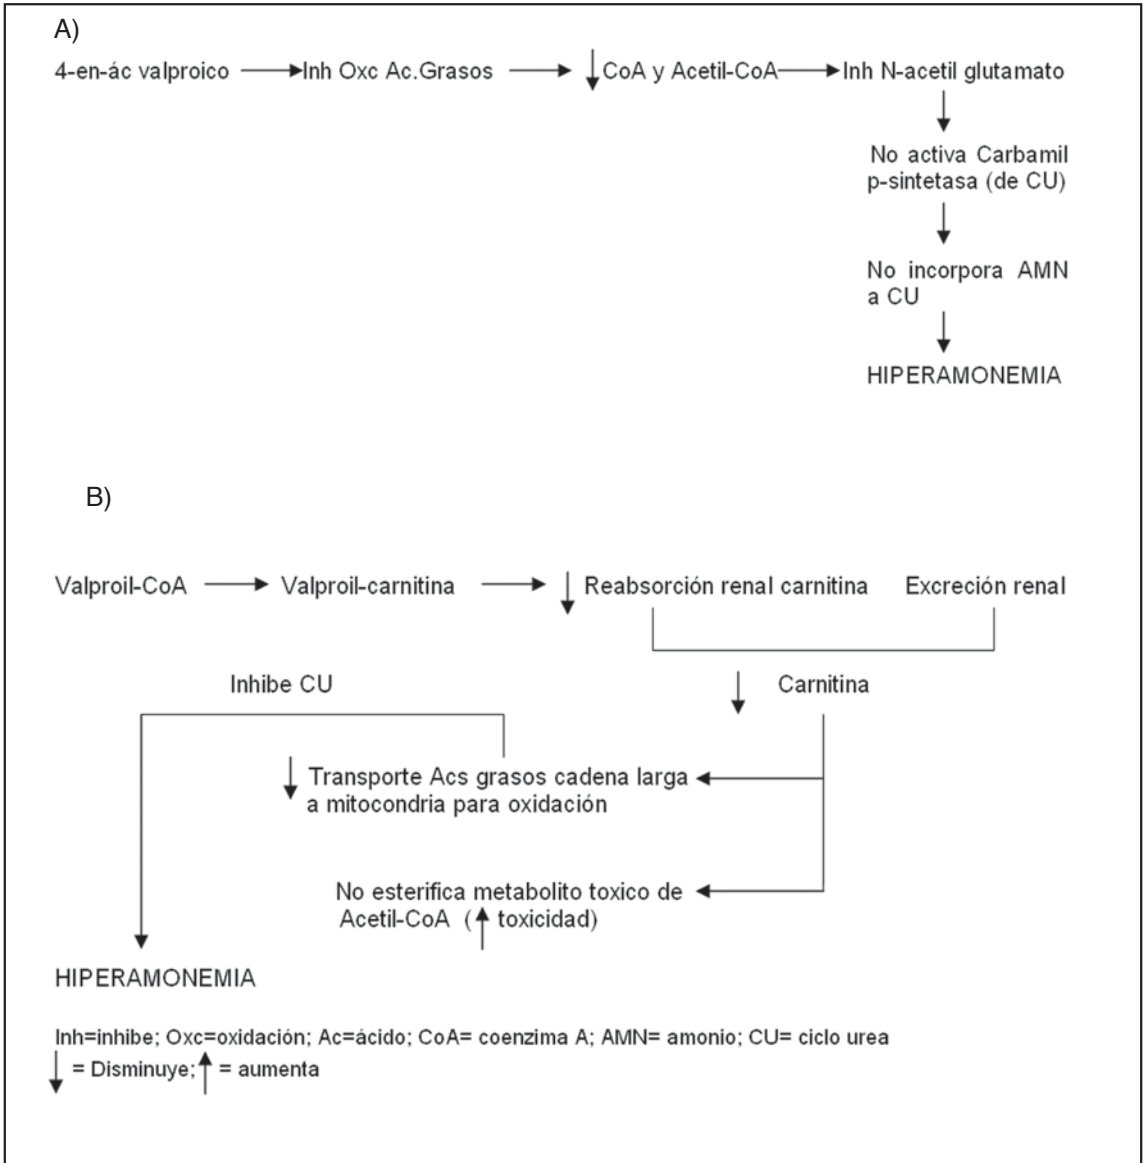 A)
4-en-ác valproico Inh Oxc Ac.Grasos CoA y Acetil-CoA Inh N-acetil glutamato
No activa Carbamil
p-sintetasa (de CU)
No incorpora AMN
a CU
HIPERAMONEMIA
B)
Valproil-CoA Valproil-carnitina Reabsorción renal carnitina Excreción renal
Inhibe CU Carnitina
Transporte Acs grasos cadena larga
a mitocondria para oxidación
No esterifica metabolito toxico de
Acetil-CoA ( toxicidad)
HIPERAMONEMIA
Inh=inhibe; Oxc=oxidación; Ac=ácido; CoA= coenzima A; AMN= amonio; CU= ciclo urea
= Disminuye; = aumenta